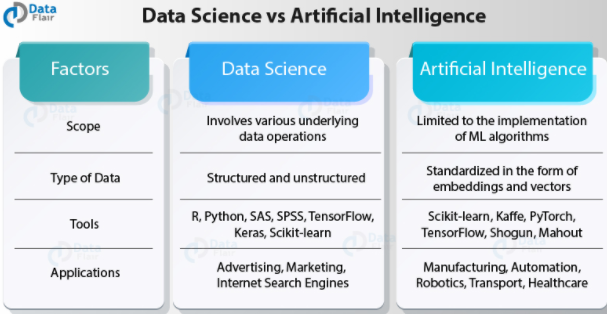 Data
Flair
Data Science vs Artificial Intelligence
Factors
Data Science
Artificial Intelligence
Scope
Involves various underlying
data operations
Limited to the implementation
of ML algorithms
Type of Data
Structured and unstructured
Standardized in the form of
embeddings and vectors
Tools
R, Python, SAS, SPSS, TensorFlow,
Keras, Scikit-learn
Scikit-learn, Kaffe, PyTorch,
TensorFlow, Shogun, Mahout
Applications
Advertising, Marketing,
Internet Search Engines
Manufacturing, Automation,
Robotics, Transport, Healthcare